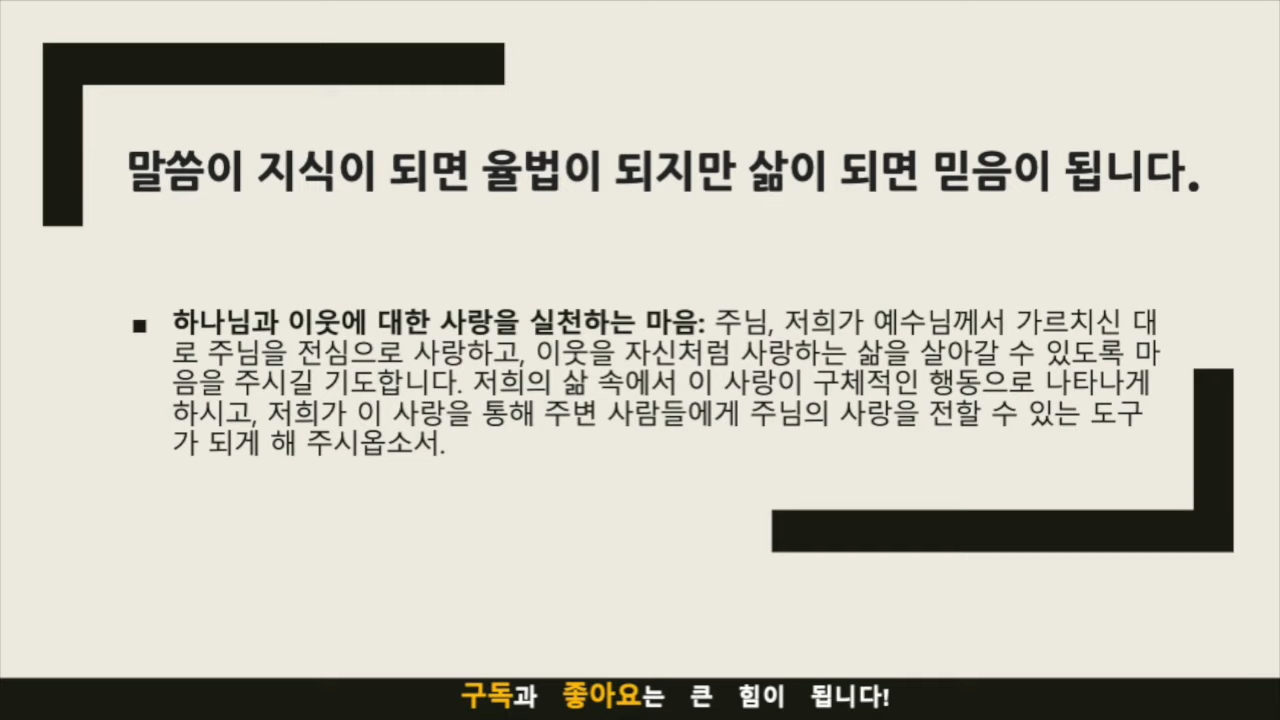 말씀이 지식이 되면 율법이 되지만 삶이 되면 믿음이 됩니다.
▪ 하나님과 이웃에 대한 사랑을 실천하는 마음: 주님, 저희가 예수님께서 가르치신 대
로 주님을 전심으로 사랑하고, 이웃을 자신처럼 사랑하는 삶을 살아갈 수 있도록 마
음을 주시길 기도합니다. 저희의 삶 속에서 이 사랑이 구체적인 행동으로 나타나게
하시고, 저희가 이 사랑을 통해 주변 사람들에게 주님의 사랑을 전할 수 있는 도구
가 되게 해 주시옵소서.
구독과 좋아요는 큰 힘이 됩니다!